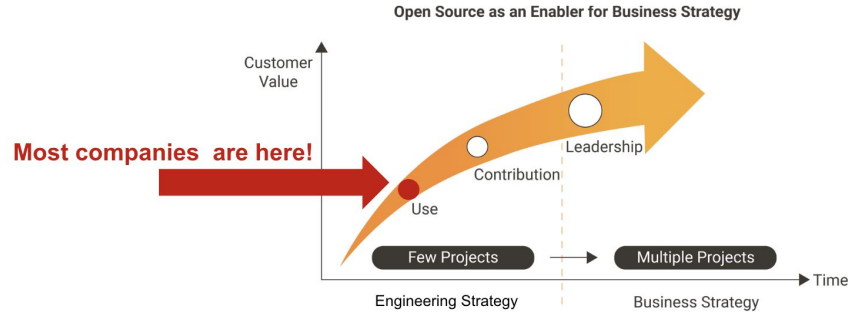 Open Source as an Enabler for Business Strategy
Customer
Value
Most companies  are here!
Leadership
Contribution
Use
Few Projects
Multiple Projects
Time
Engineering Strategy
Business Strategy